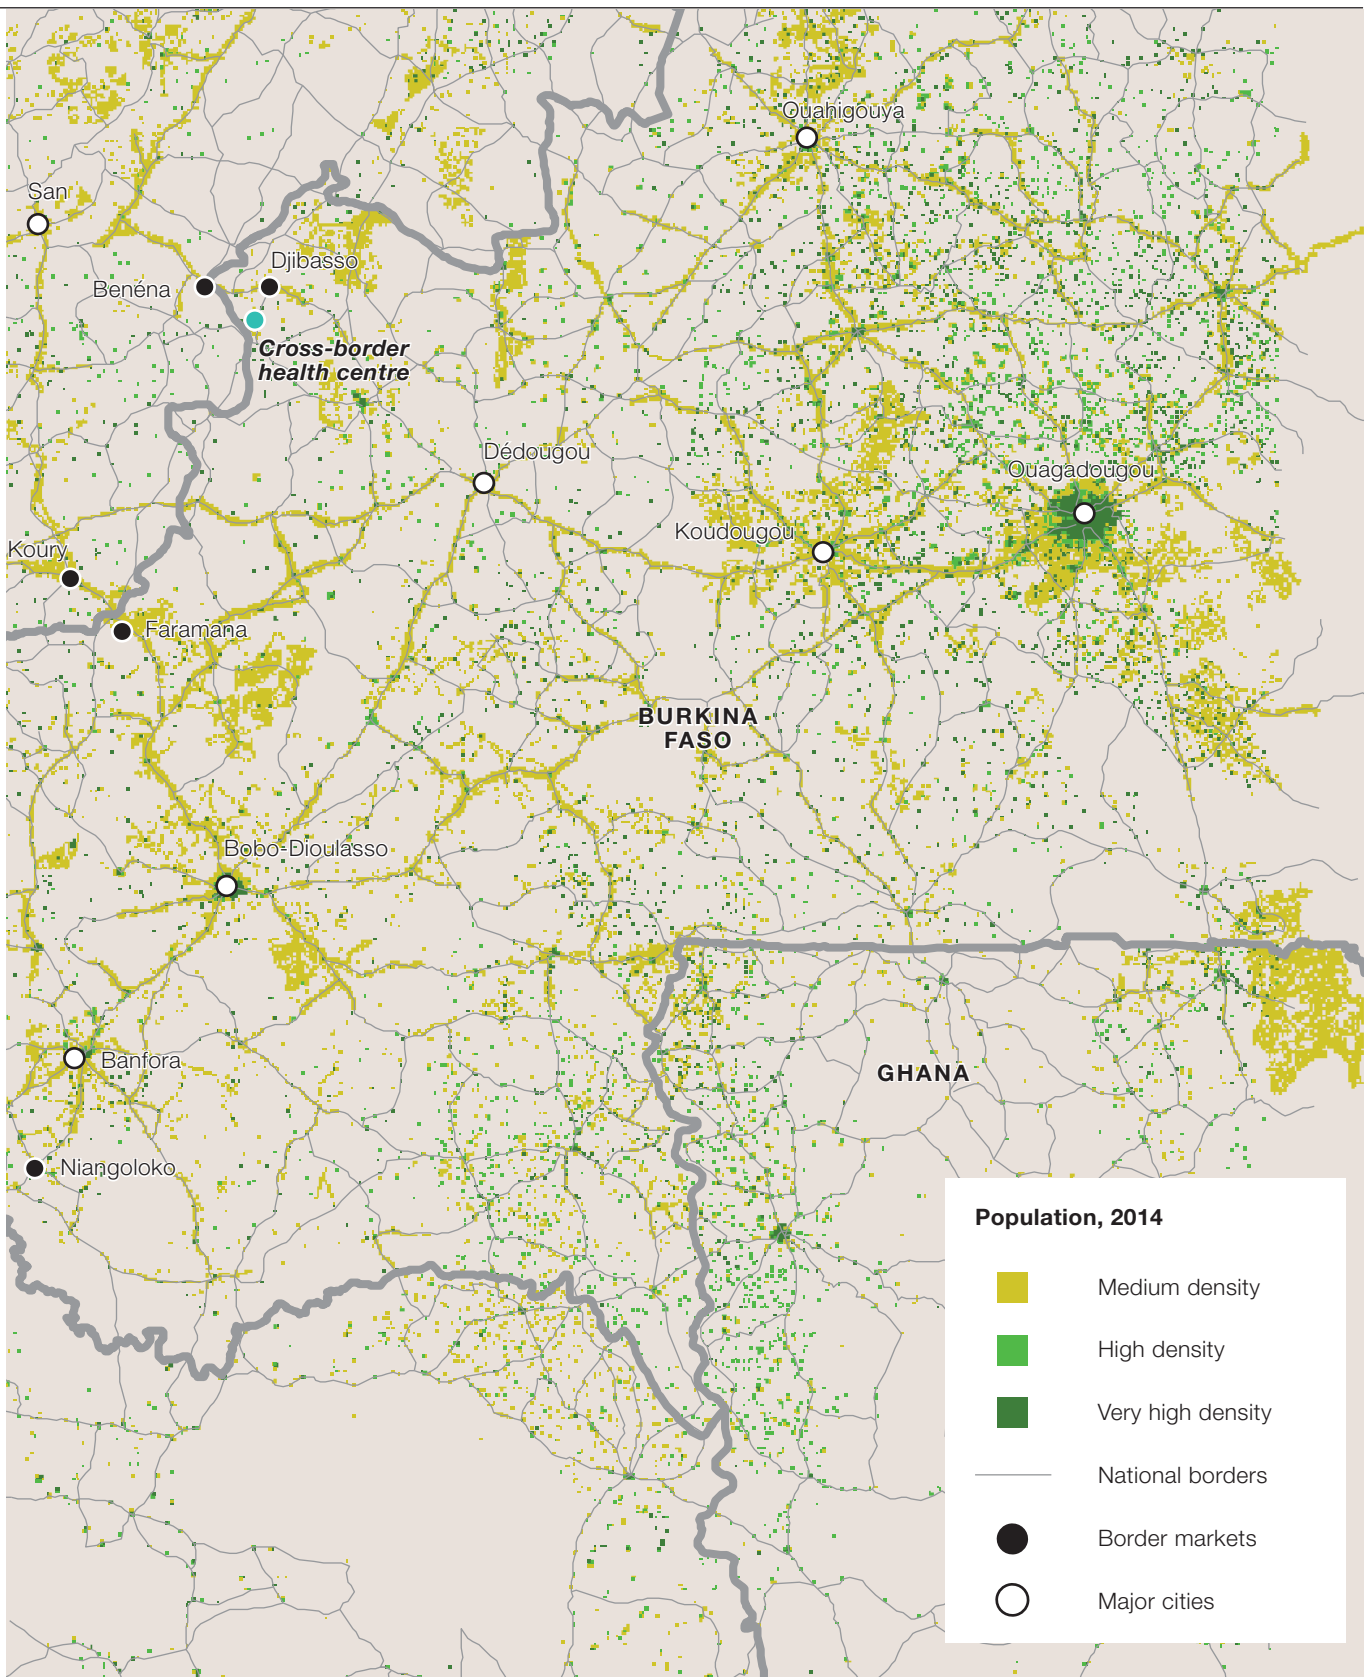 Ouahigouya
San
Djibasso
Benéna
Cross-border
health centre
Dédougou
Ouagadougou
Koudougou
Koury
Faramana
BURKINA
FASO
Bobo-Dioulasso
Banfora
GHANA
Niangoloko
Population, 2014
Medium density
High density
Very high density
National borders
Border markets
Major cities